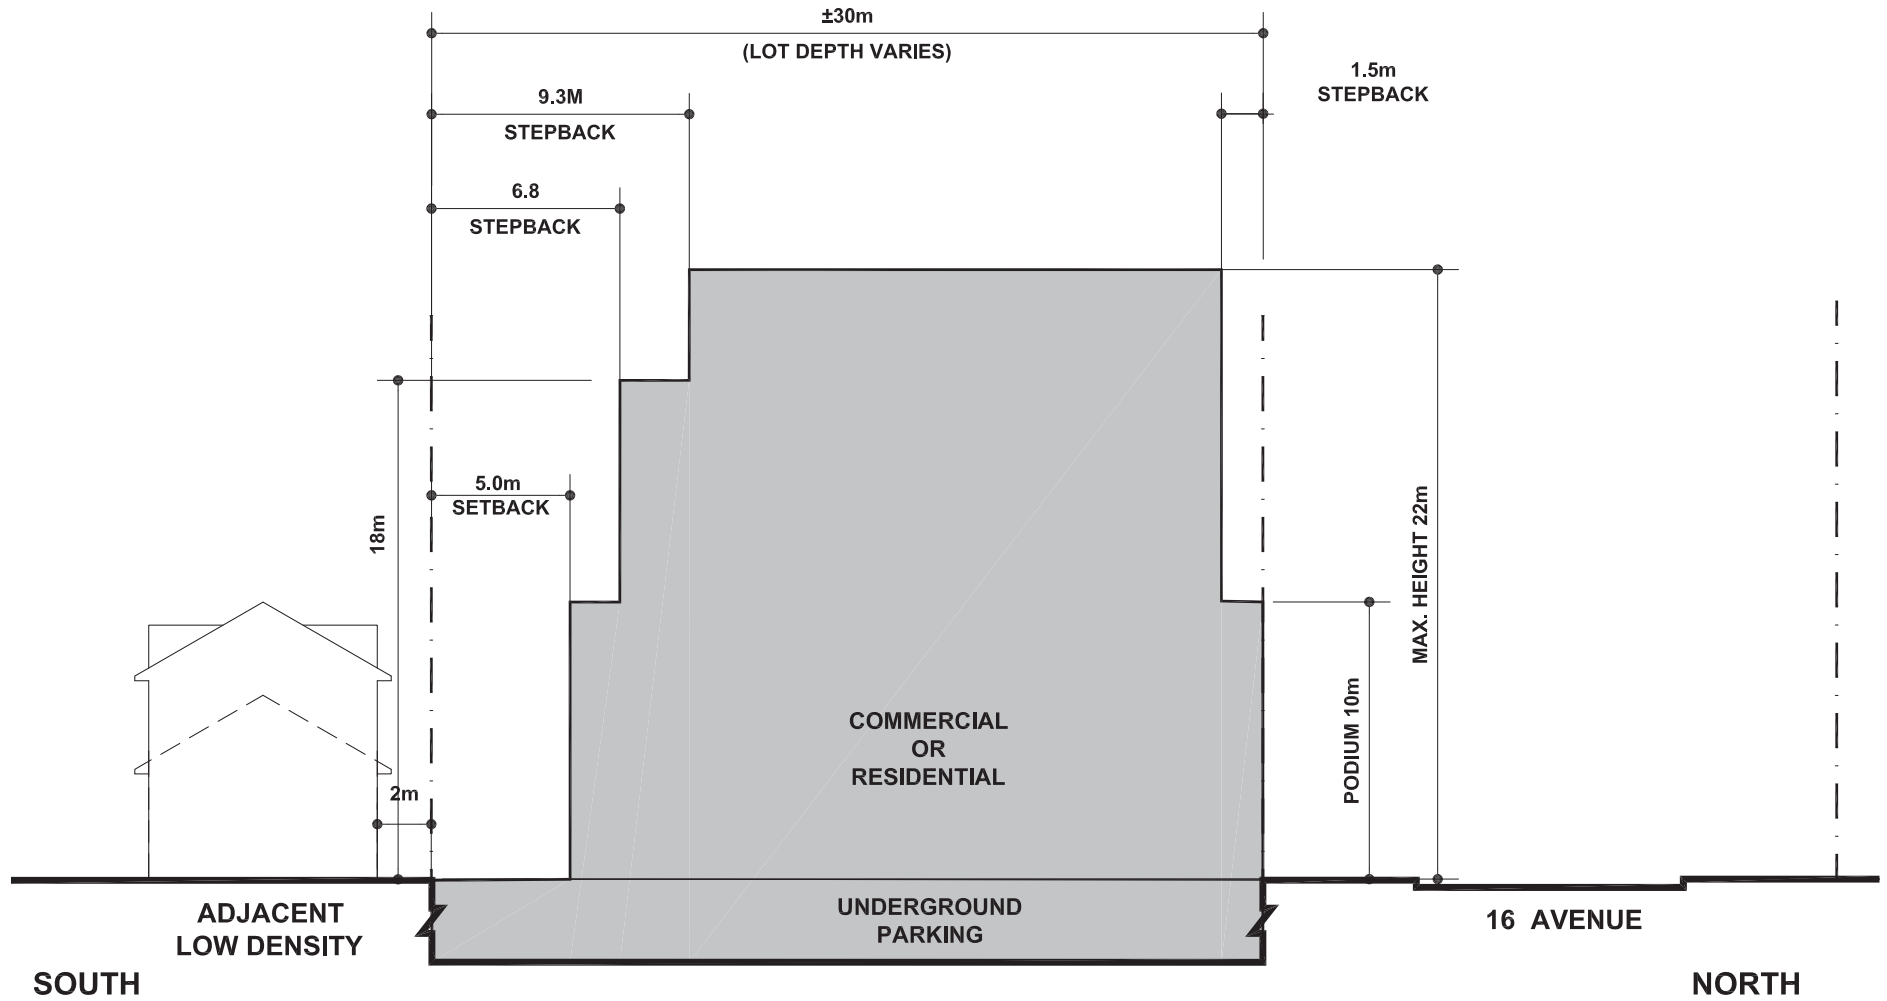 ±30m
(LOT DEPTH VARIES)
1.5m
STEPBACK
9.3M
STEPBACK
6.8
STEPBACK
5.0m
SETBACK
18m
MAX. HEIGHT 22m
PODIUM 10m
COMMERCIAL
OR
RESIDENTIAL
2m
UNDERGROUND
PARKING
ADJACENT
LOW DENSITY
16 AVENUE
SOUTH
NORTH